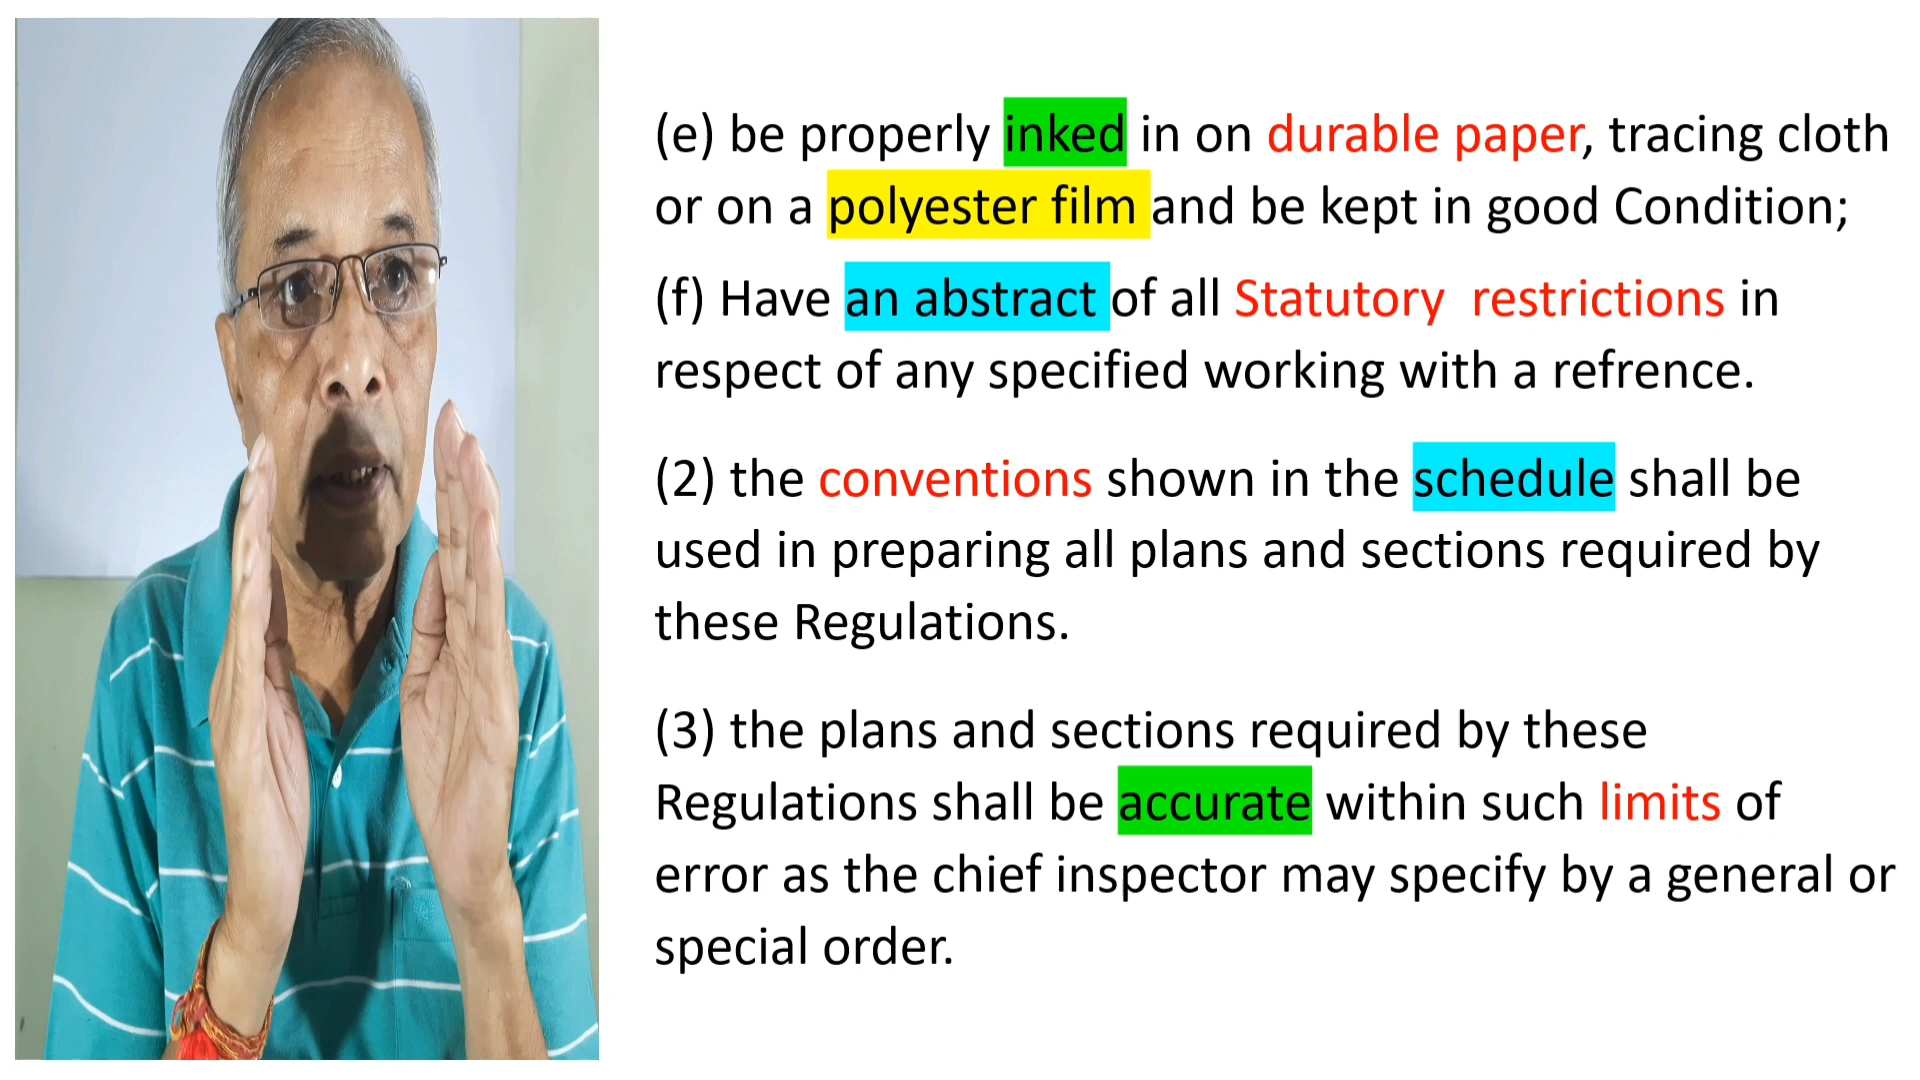 (e) be properly inked in on durable paper, tracing cloth
or on a polyester film and be kept in good Condition;
(f) Have an abstract of all Statutory restrictions in
respect of any specified working with a refrence.
(2) the conventions shown in the schedule shall be
used in preparing all plans and sections required by
these Regulations.
(3) the plans and sections required by these
Regulations shall be accurate within such limits of
error as the chief inspector may specify by a general or
special order.